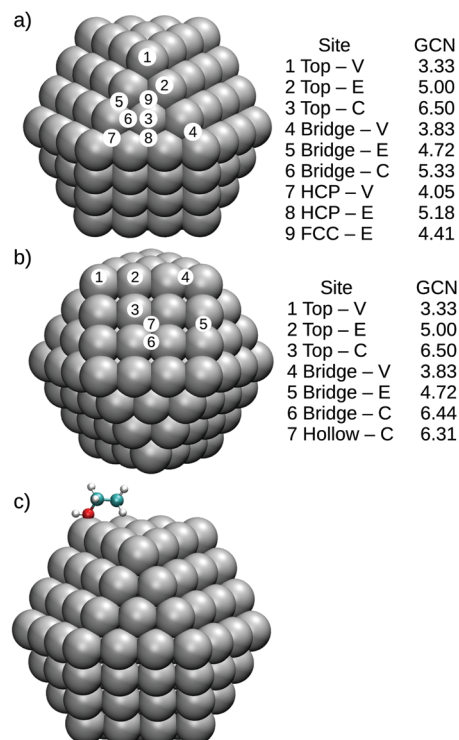 a)
Site GCN
1 Top – V 3.33
2 Top – E 5.00
3 Top – C 6.50
4 Bridge – V 3.83
5 Bridge – E 4.72
6 Bridge – C 5.33
7 HCP – V 4.05
8 HCP – E 5.18
9 FCC – E 4.41
1
2
5 9
6 3
7 8 4
b)
Site GCN
1 Top – V 3.33
2 Top – E 5.00
3 Top – C 6.50
4 Bridge – V 3.83
5 Bridge – E 4.72
6 Bridge – C 6.44
7 Hollow – C 6.31
1 2 4
3
7 5
6
c)